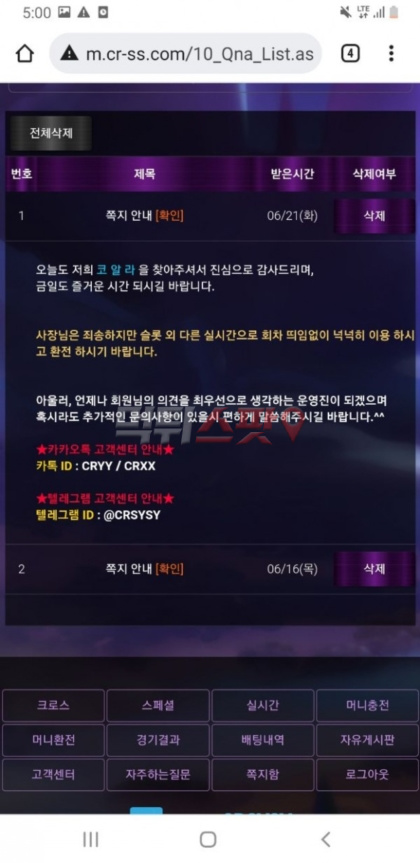 5:00
LTE
m.cr-ss.com/10_Qna_List.as
4
전체삭제
번호 제목 받은시간 삭제여부
1 쪽지 안내 [확인] 06/21(화) 삭제
오늘도 저희 코 알 라 을 찾아주셔서 진심으로 감사드리며,
금일도 즐거운 시간 되시길 바랍니다.
사장님은 죄송하지만 슬롯 외 다른 실시간으로 회차 띄임없이 넉넉히 이용 하시
고 환전 하시기 바랍니다.
아울러, 언제나 회원님의 의견을 최우선으로 생각하는 운영진이 되겠으며
혹시라도 추가적인 문의사항이 있을시 편하게 말씀해주시길 바랍니다.^^
먹튀스팟
★카카오톡 고객센터 안내★
카톡 ID : CRYY / CRXX
★텔레그램 고객센터 안내★
텔레그램 ID : @CRSYSY
2 쪽지 안내 [확인] 06/16(목) 삭제
크로스 스페셜 실시간 머니충전
머니환전 경기결과 배팅내역 자유게시판
고객센터 자주하는질문 쪽지함 로그아웃